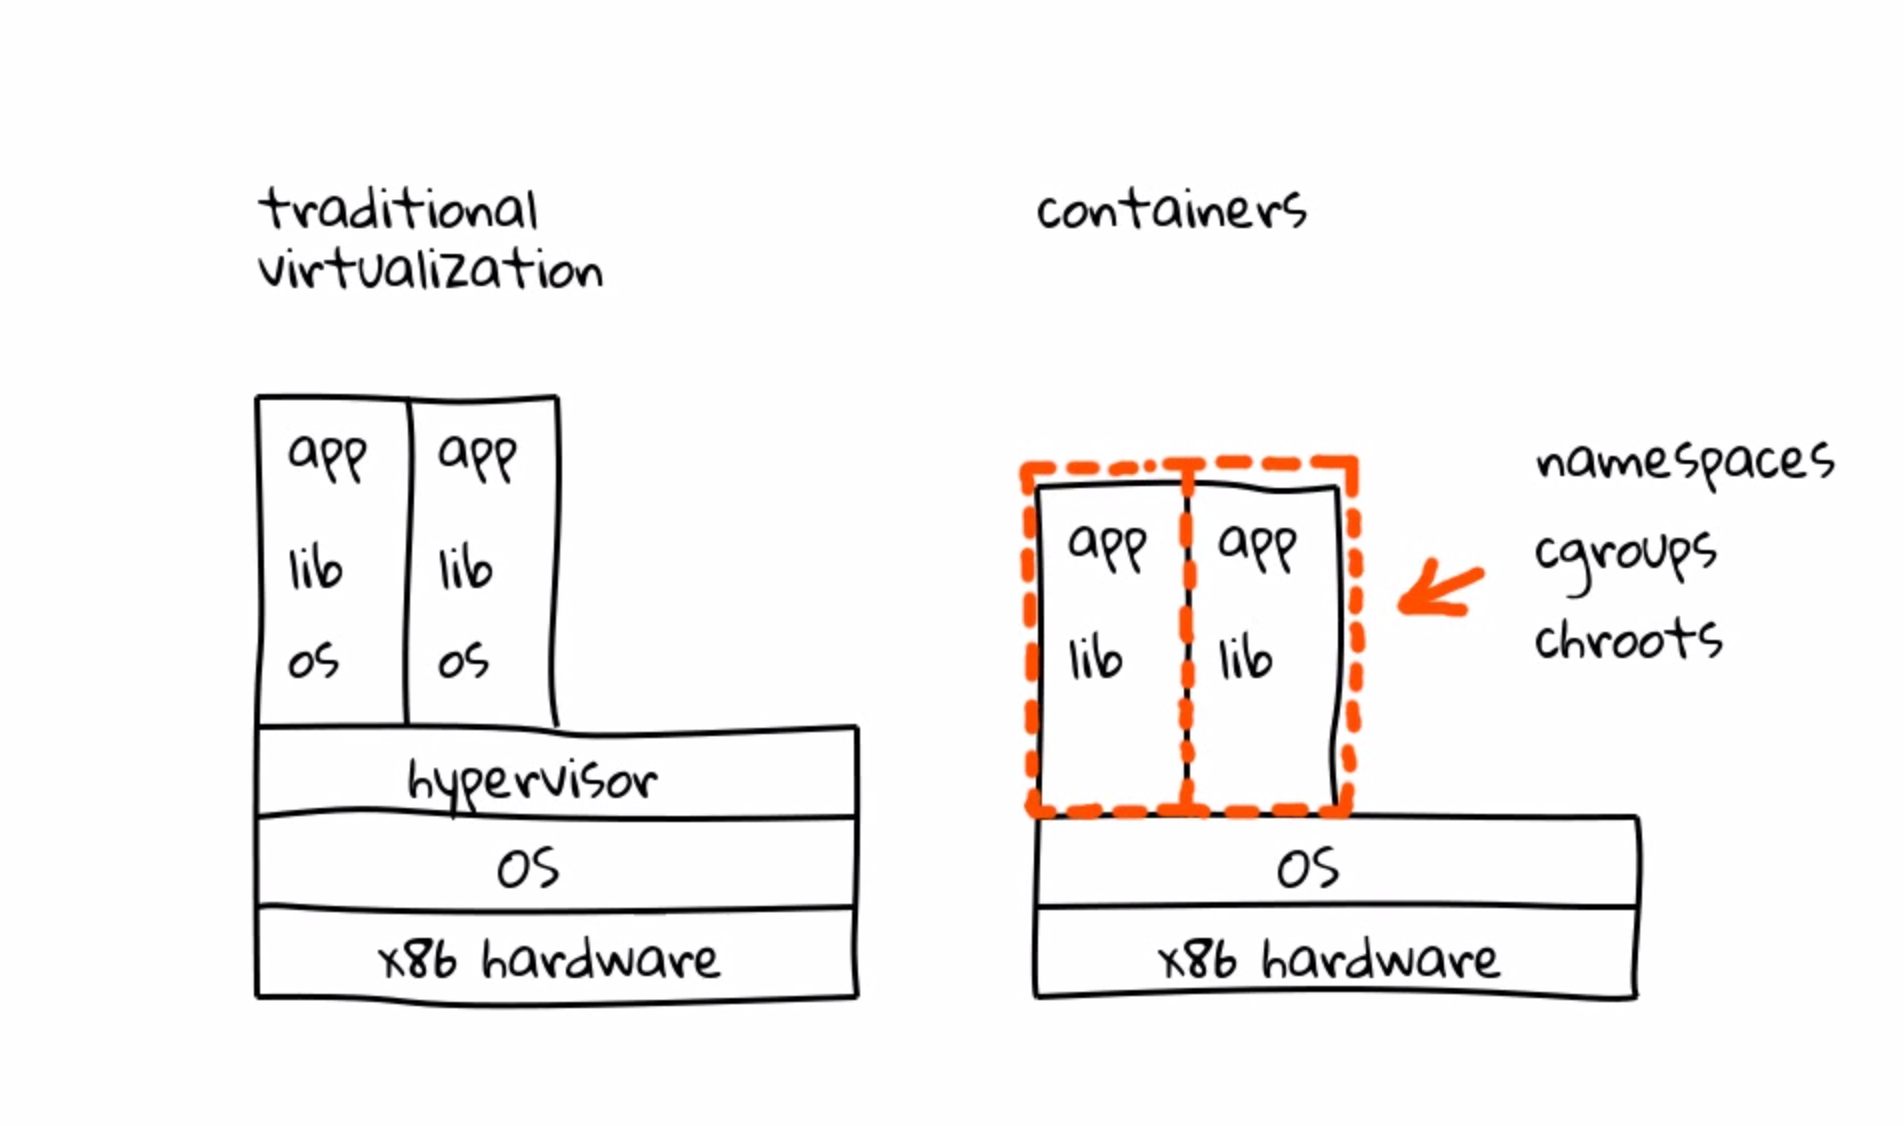 traditional
virtualization
app app
lib lib
os os
hypervisor
OS
x86 hardware
containers
app app
lib lib
OS
x86 hardware
namespaces
cgroups
chroots